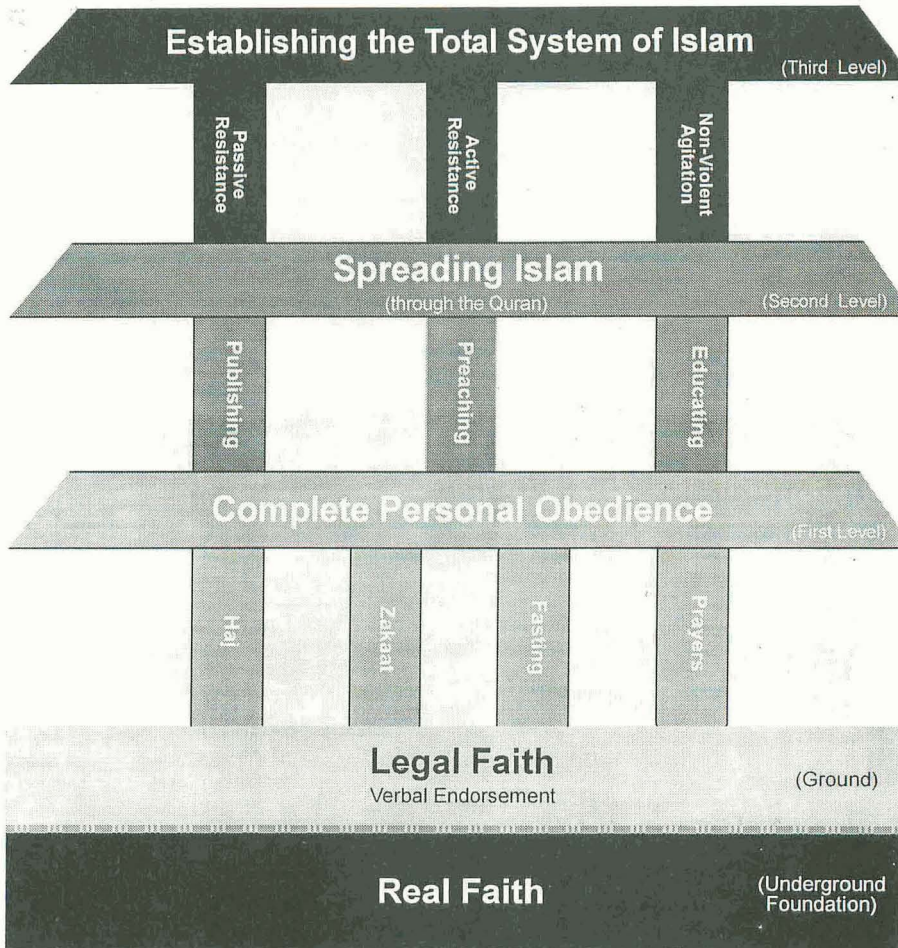 Establishing the Total System of Islam
(Third Level)
Passive
Resistance
Active
Resistance
Non-Violent
Agitation
Spreading Islam
(through the Quran)
(Second Level)
Publishing
Preaching
Educating
Complete Personal Obedience
(First Level)
Haj
Zakaat
Fasting
Prayers
Legal Faith
Verbal Endorsement
(Ground)
Real Faith
(Underground
Foundation)